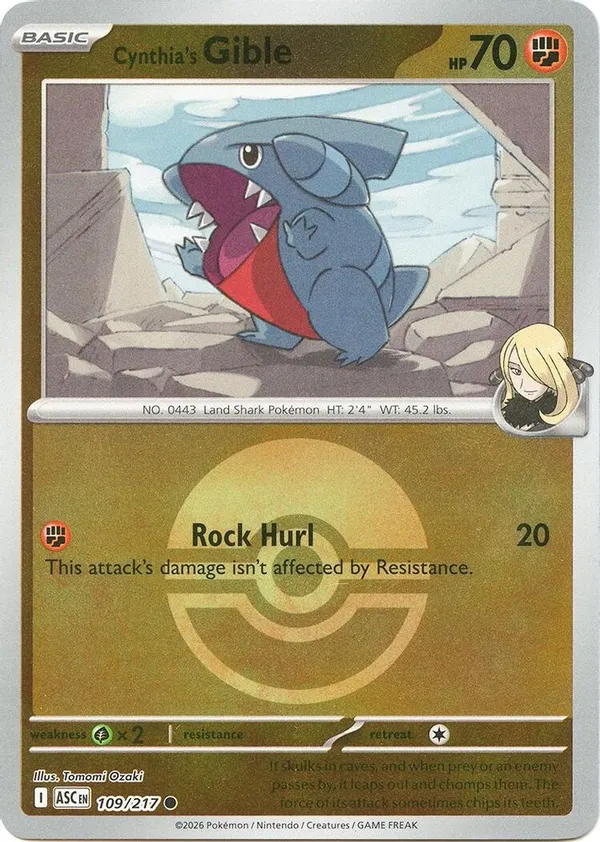 BASIC
Cynthia's Gible HP 70
NO. 0443 Land Shark Pokémon HT: 2'4" WT: 45.2 lbs.
Rock Hurl 20
This attack's damage isn't affected by Resistance.
weakness ×2 resistance retreat
It skulks in caves, and when prey or an enemy
passes by, it leaps out and chomps them. The
force of its attack sometimes chips its teeth.
Illus. Tomomi Ozaki
I ASC EN 109/217
©2026 Pokémon / Nintendo / Creatures / GAME FREAK